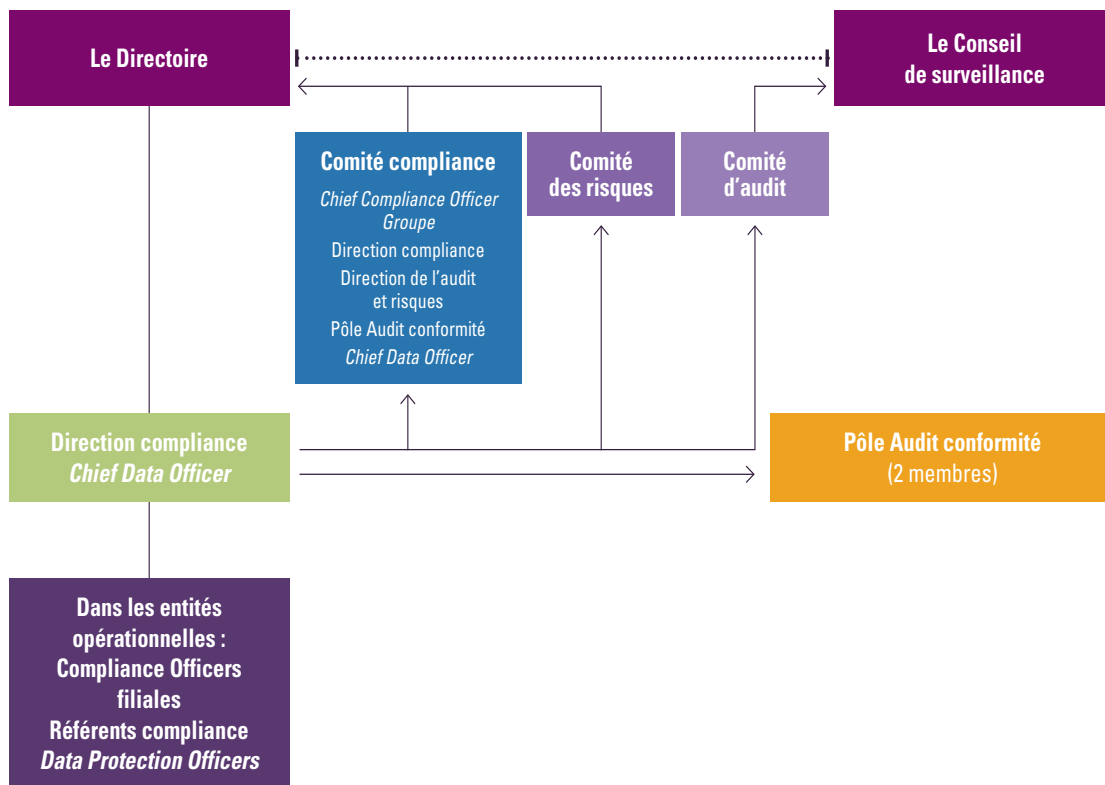 Le Directoire
Le Conseil
de surveillance
Comité compliance
Chief Compliance Officer
Groupe
Direction compliance
Direction de l'audit
et risques
Pôle Audit conformité
Chief Data Officer
Comité
des risques
Comité
d'audit
Direction compliance
Chief Data Officer
Pôle Audit conformité
(2 membres)
Dans les entités
opérationnelles :
Compliance Officers
filiales
Référents compliance
Data Protection Officers